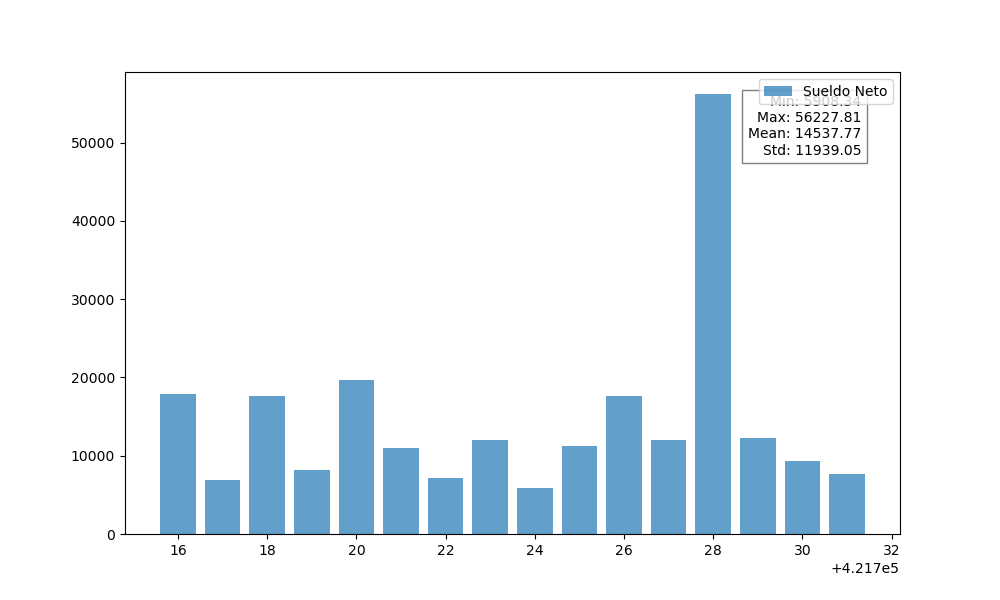 Sueldo Neto
Min: 5908.34
Max: 56227.81
Mean: 14537.77
Std: 11939.05
50000
40000
30000
20000
10000
0
16 18 20 22 24 26 28 30 32
+4.217e5